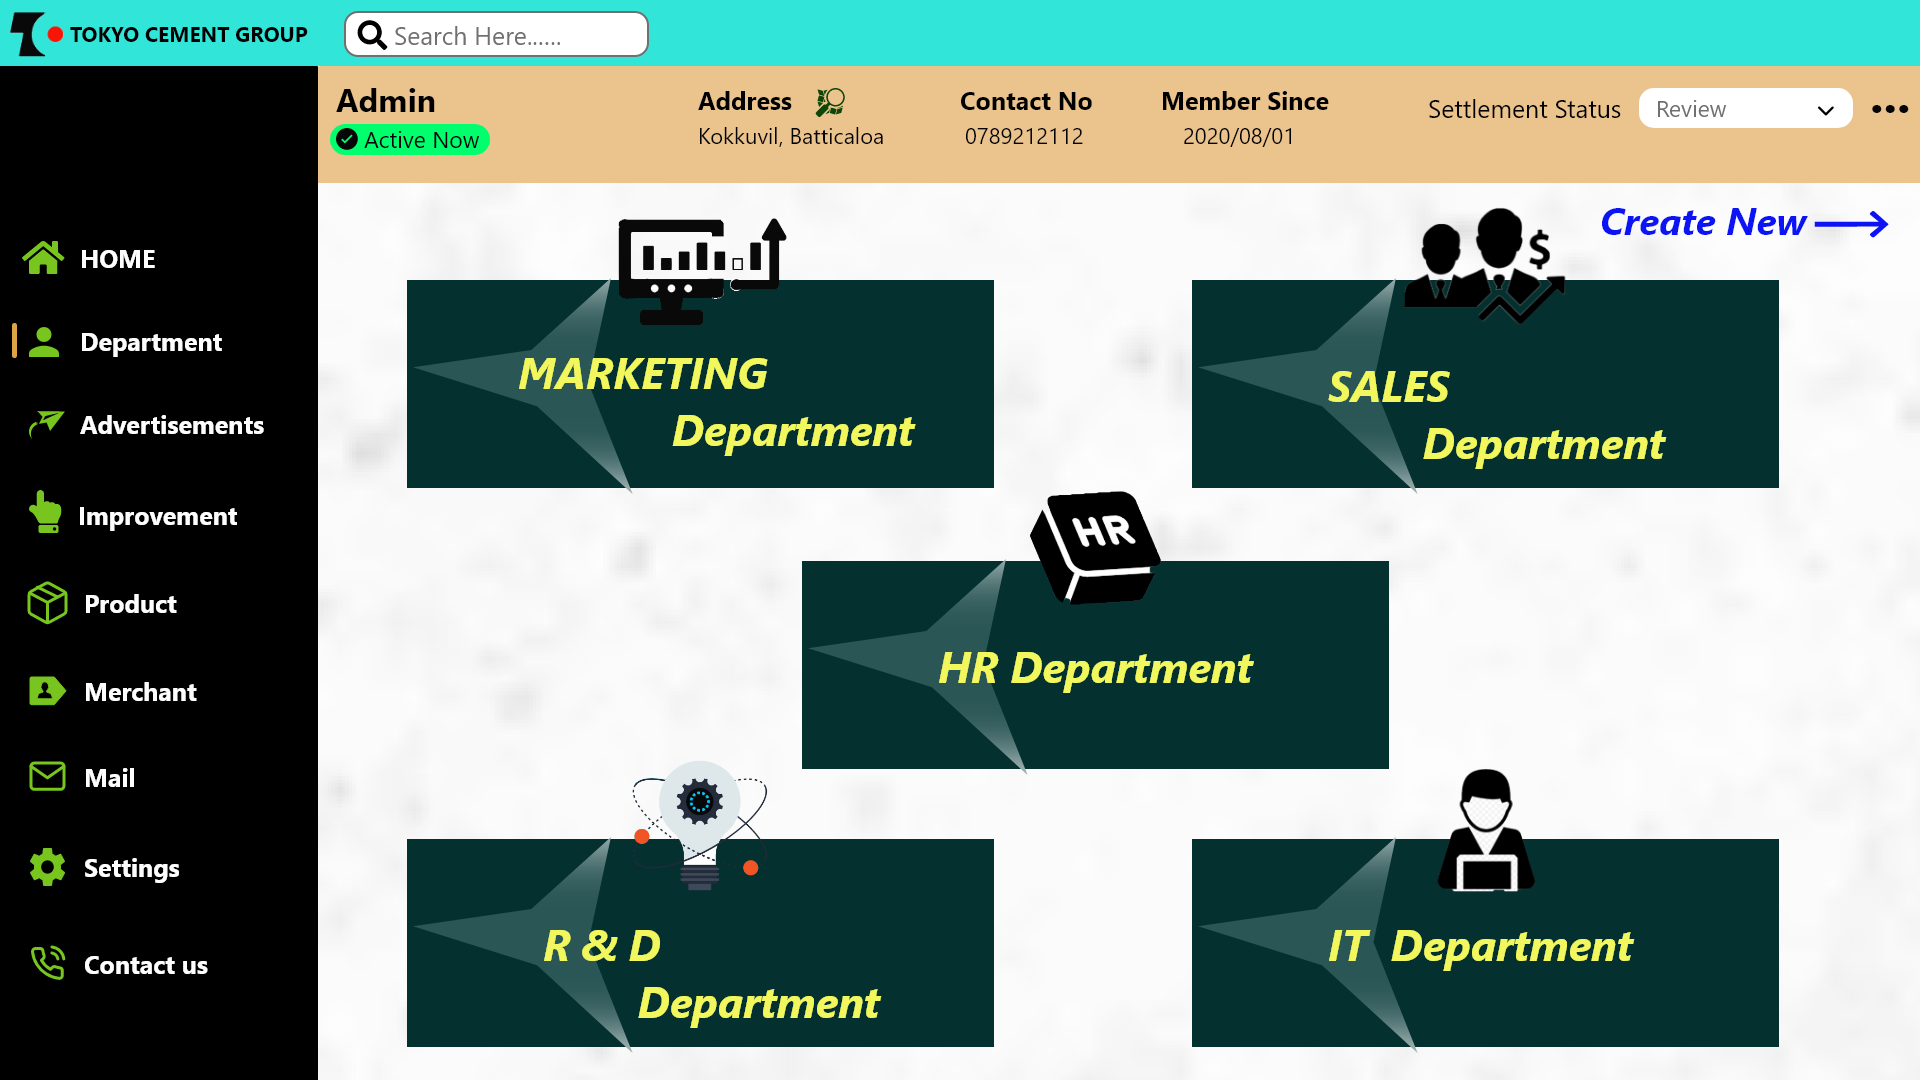 TOKYO CEMENT GROUP
Search Here......
Admin
Active Now
Address
Kokkuvil, Batticaloa
Contact No
0789212112
Member Since
2020/08/01
Settlement Status
Review
HOME
Department
Advertisements
Improvement
Product
Merchant
Mail
Settings
Contact us
Create New
MARKETING
Department
$
SALES
Department
HR
HR Department
R & D
Department
IT Department